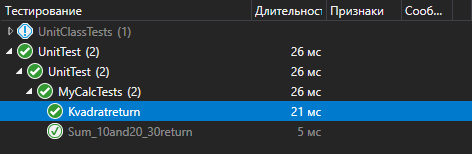 Тестирование Длительност Признаки Сооб...
UnitClassTests (1)
UnitTest (2) 26 мс
UnitTest (2) 26 мс
MyCalcTests (2) 26 мс
Kvadratreturn 21 мс
Sum_10and20_30return 5 мс